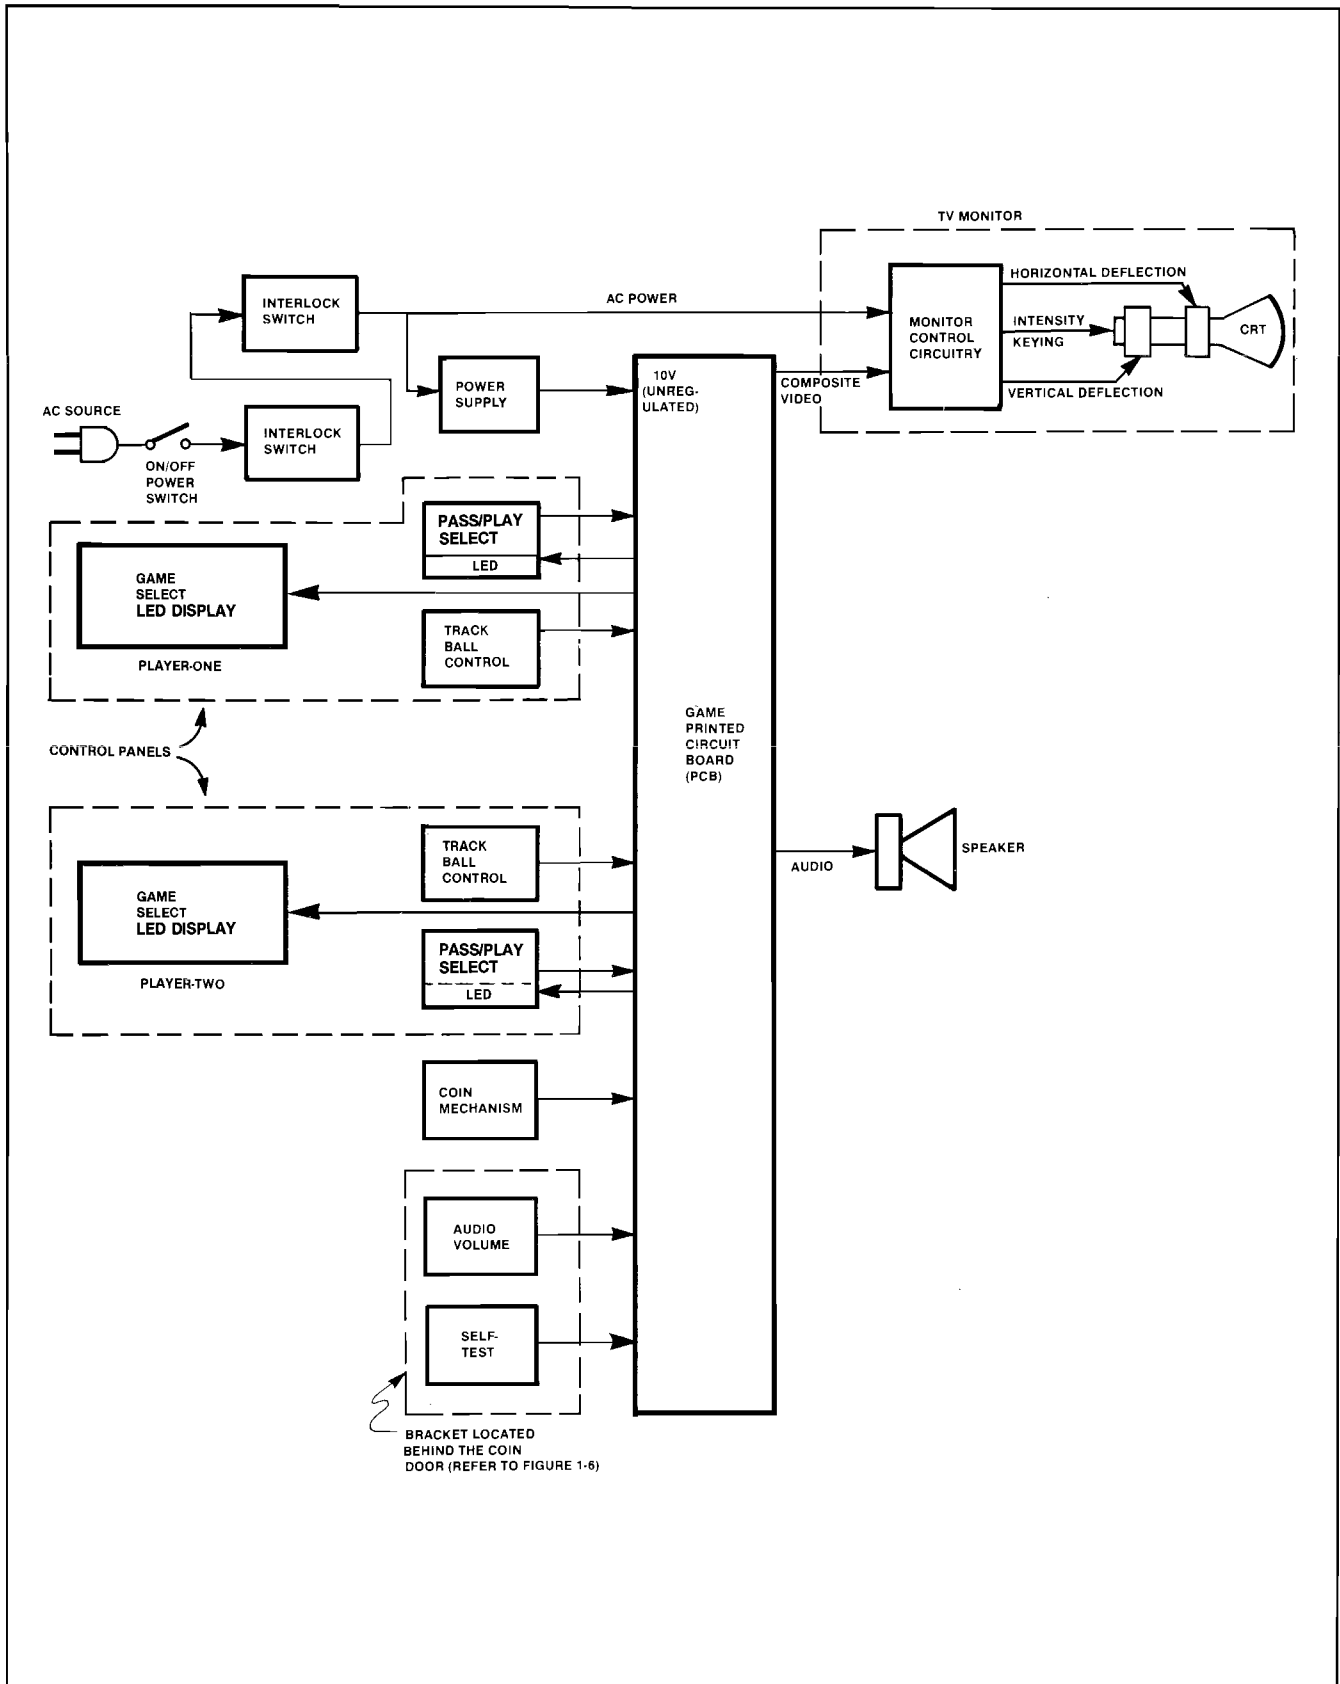 TV MONITOR
INTERLOCK
SWITCH
AC POWER
MONITOR
CONTROL
CIRCUITRY
HORIZONTAL DEFLECTION
INTENSITY
KEYING
VERTICAL DEFLECTION
CRT
POWER
SUPPLY
10V
(UNREG-
ULATED)
COMPOSITE
VIDEO
AC SOURCE
ON/OFF
POWER
SWITCH
INTERLOCK
SWITCH
PASS/PLAY
SELECT
LED
GAME
SELECT
LED DISPLAY
PLAYER-ONE
TRACK
BALL
CONTROL
CONTROL PANELS
GAME
PRINTED
CIRCUIT
BOARD
(PCB)
TRACK
BALL
CONTROL
GAME
SELECT
LED DISPLAY
PLAYER-TWO
PASS/PLAY
SELECT
LED
AUDIO
SPEAKER
COIN
MECHANISM
AUDIO
VOLUME
SELF-
TEST
BRACKET LOCATED
BEHIND THE COIN
DOOR (REFER TO FIGURE 1-6)